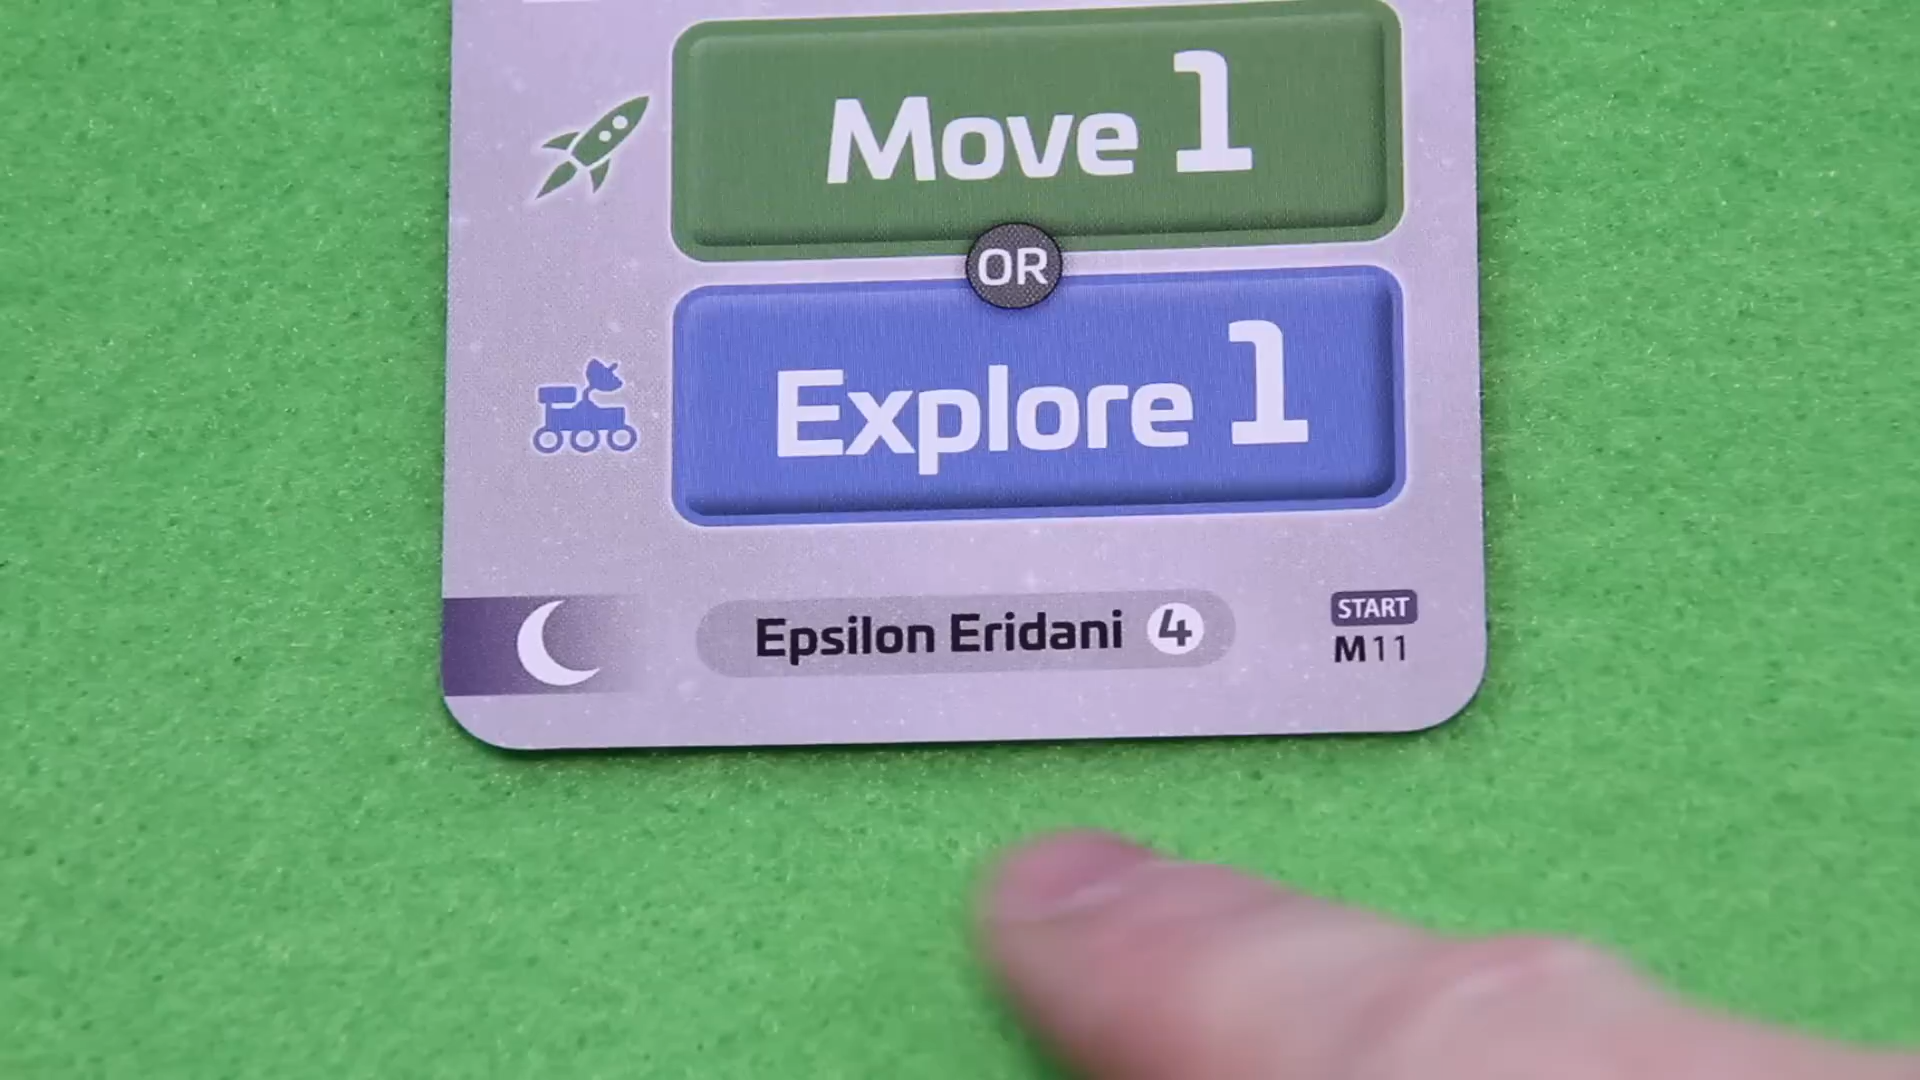 Move 1
OR
Explore 1
Epsilon Eridani 4
START
M11